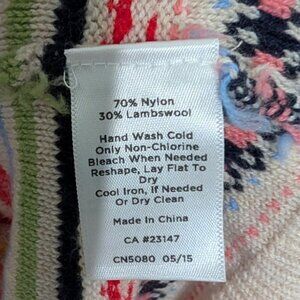 70% Nylon
30% Lambswool
Hand Wash Cold
Only Non-Chlorine
Bleach When Needed
Reshape, Lay Flat To
Dry
Cool Iron, If Needed
Or Dry Clean
Made In China
CA #23147
CN5080 05/15